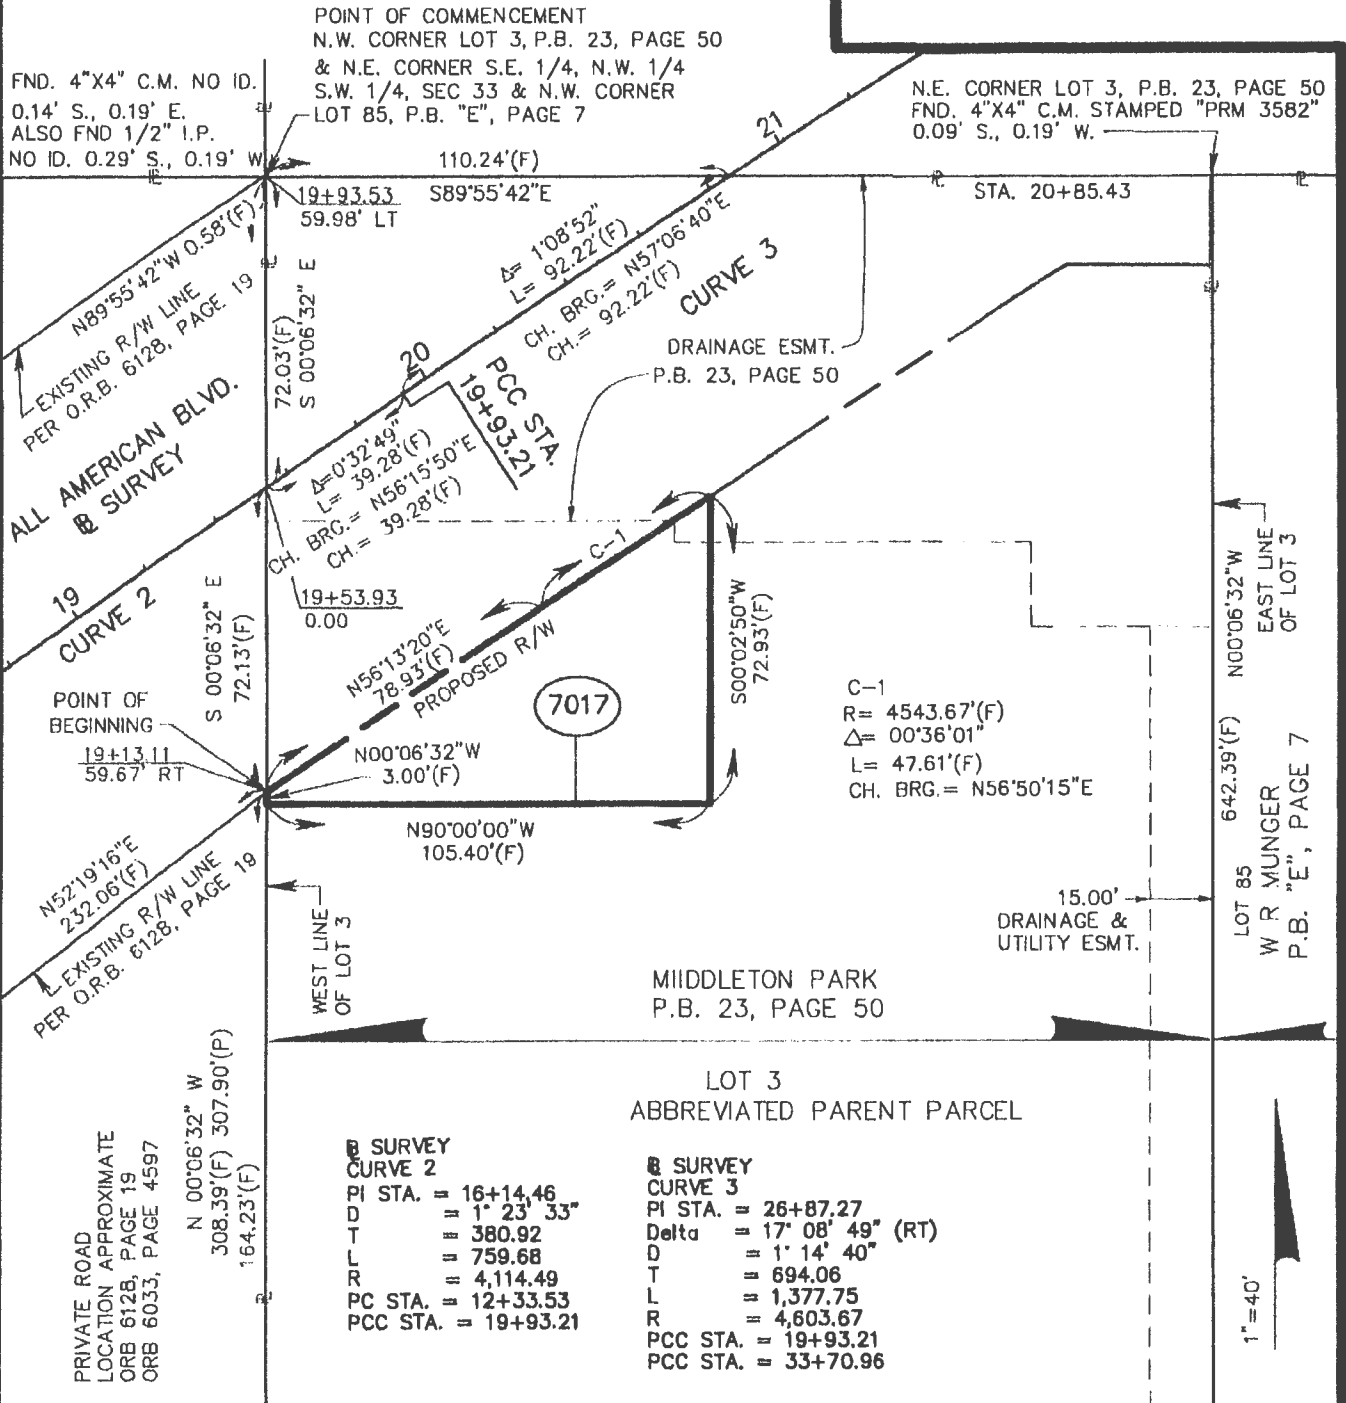 POINT OF COMMENCEMENT
N.W. CORNER LOT 3, P.B. 23, PAGE 50
& N.E. CORNER S.E. 1/4, N.W. 1/4
S.W. 1/4, SEC 33 & N.W. CORNER
LOT 85, P.B. "E", PAGE 7
FND. 4"X4" C.M. NO ID.
0.14' S., 0.19' E.
ALSO FND 1/2" I.P.
NO ID. 0.29' S., 0.19' W
N.E. CORNER LOT 3, P.B. 23, PAGE 50
FND. 4"X4" C.M. STAMPED "PRM 3582"
0.09' S., 0.19' W.
21
110.24'(F)
S89°55'42"E
19+93.53
59.98' LT
STA. 20+85.43
N89°55'42"W 0.58'(F)
EXISTING R/W LINE
PER O.R.B. 6128, PAGE 19
72.03'(F)
S 00°06'32" E
Δ= 1°08'52"
L= 92.22'(F)
CH. BRG.= N57°06'40"E
CH.= 92.22'(F)
CURVE 3
DRAINAGE ESMT.
P.B. 23, PAGE 50
20
PCC STA.
19+93.21
ALL AMERICAN BLVD.
℄ SURVEY
Δ=0°32'49"
L= 39.28'(F)
CH. BRG.= N56°15'50"E
CH.= 39.28'(F)
C-1
19
CURVE 2
19+53.93
0.00
S 00°06'32" E
72.13'(F)
N56°13'20"E
78.93'(F)
PROPOSED R/W
S00°02'50"W
72.93'(F)
7017
POINT OF
BEGINNING
19+13.11
59.67' RT
N00°06'32"W
3.00'(F)
N90°00'00"W
105.40'(F)
C-1
R= 4543.67'(F)
Δ= 00°36'01"
L= 47.61'(F)
CH. BRG.= N56°50'15"E
N00°06'32"W
642.39'(F)
EAST LINE
OF LOT 3
LOT 85
W R MUNGER
P.B. "E", PAGE 7
N52°19'16"E
232.06'(F)
EXISTING R/W LINE
PER O.R.B. 6128, PAGE 19
WEST LINE
OF LOT 3
15.00'
DRAINAGE &
UTILITY ESMT.
MIIDDLETON PARK
P.B. 23, PAGE 50
LOT 3
ABBREVIATED PARENT PARCEL
N 00°06'32" W
308.39'(F) 307.90'(P)
164.23'(F)
PRIVATE ROAD
LOCATION APPROXIMATE
ORB 6128, PAGE 19
ORB 6033, PAGE 4597
℄ SURVEY
CURVE 2
PI STA. = 16+14.46
D = 1° 23' 33"
T = 380.92
L = 759.68
R = 4,114.49
PC STA. = 12+33.53
PCC STA. = 19+93.21
℄ SURVEY
CURVE 3
PI STA. = 26+87.27
Delta = 17° 08' 49" (RT)
D = 1° 14' 40"
T = 694.06
L = 1,377.75
R = 4,603.67
PCC STA. = 19+93.21
PCC STA. = 33+70.96
1"=40'